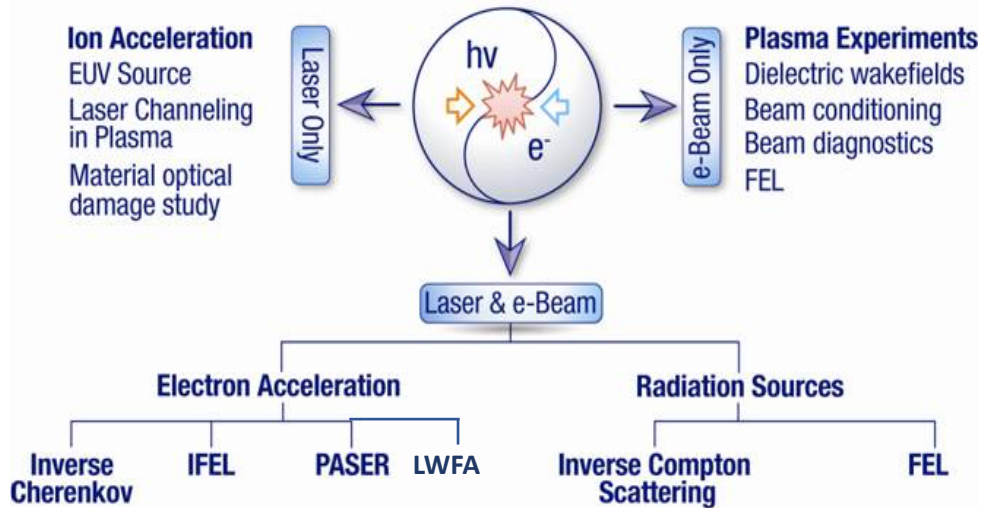 Ion Acceleration
EUV Source
Laser Channeling
in Plasma
Material optical
damage study
Laser Only
hν
e-
e-Beam Only
Plasma Experiments
Dielectric wakefields
Beam conditioning
Beam diagnostics
FEL
Laser & e-Beam
Electron Acceleration
Radiation Sources
Inverse
Cherenkov
IFEL
PASER
LWFA
Inverse Compton
Scattering
FEL